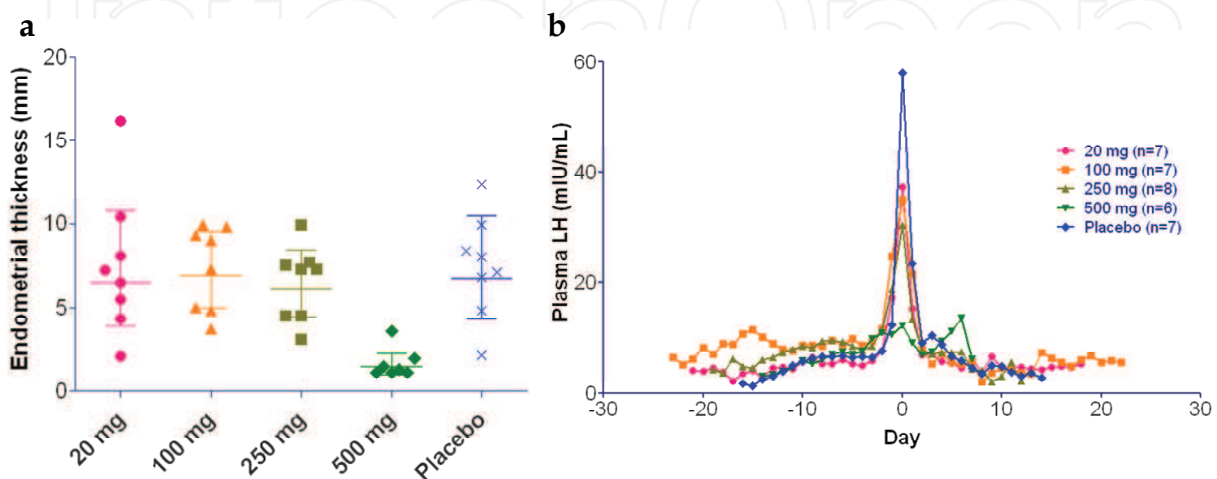 a
Endometrial thickness (mm)
20
15
10
5
0
20 mg
100 mg
250 mg
500 mg
Placebo
b
Plasma LH (mIU/mL)
60
40
20
0
-30
-20
-10
0
10
20
30
Day
20 mg (n=7)
100 mg (n=7)
250 mg (n=8)
500 mg (n=6)
Placebo (n=7)